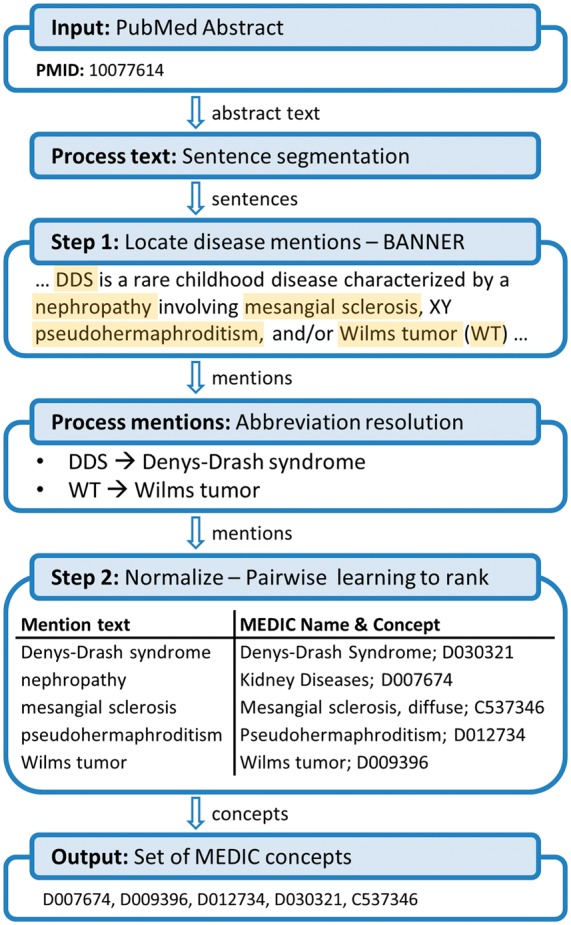 Input: PubMed Abstract
PMID: 10077614
abstract text
Process text: Sentence segmentation
sentences
Step 1: Locate disease mentions – BANNER
... DDS is a rare childhood disease characterized by a
nephropathy involving mesangial sclerosis, XY
pseudohermaphroditism, and/or Wilms tumor (WT) ...
mentions
Process mentions: Abbreviation resolution
• DDS → Denys-Drash syndrome
• WT → Wilms tumor
mentions
Step 2: Normalize – Pairwise learning to rank
Mention text MEDIC Name & Concept
Denys-Drash syndrome Denys-Drash Syndrome; D030321
nephropathy Kidney Diseases; D007674
mesangial sclerosis Mesangial sclerosis, diffuse; C537346
pseudohermaphroditism Pseudohermaphroditism; D012734
Wilms tumor Wilms tumor; D009396
concepts
Output: Set of MEDIC concepts
D007674, D009396, D012734, D030321, C537346